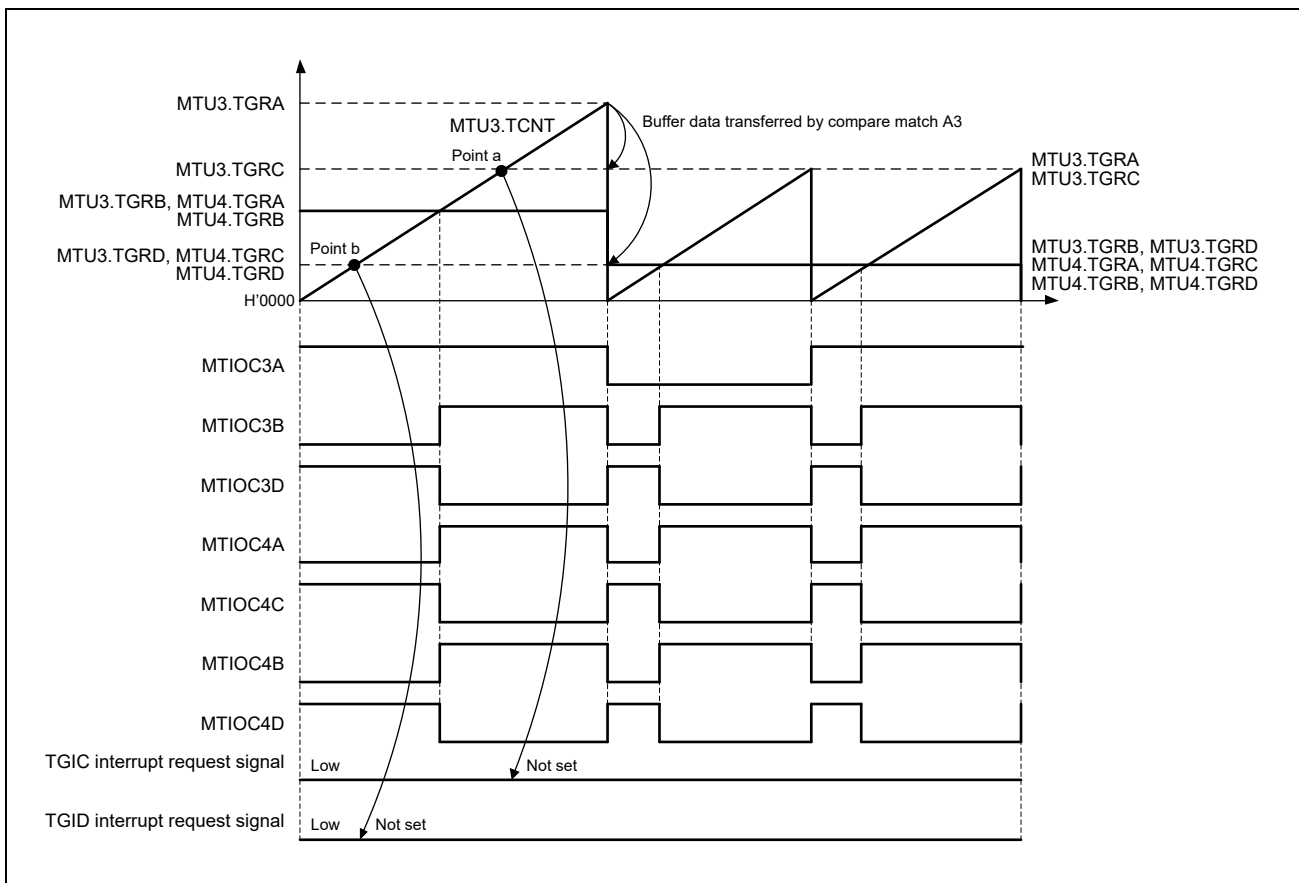 MTU3.TGRA
MTU3.TCNT
Buffer data transferred by compare match A3
Point a
MTU3.TGRC
MTU3.TGRA
MTU3.TGRC
MTU3.TGRB, MTU4.TGRA
MTU4.TGRB
Point b
MTU3.TGRD, MTU4.TGRC
MTU4.TGRD
MTU3.TGRB, MTU3.TGRD
MTU4.TGRA, MTU4.TGRC
MTU4.TGRB, MTU4.TGRD
H'0000
MTIOC3A
MTIOC3B
MTIOC3D
MTIOC4A
MTIOC4C
MTIOC4B
MTIOC4D
TGIC interrupt request signal
Low
Not set
TGID interrupt request signal
Low
Not set